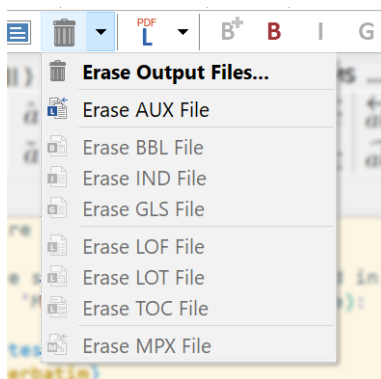 PDF
L B+ B I G
Erase Output Files...
Erase AUX File
Erase BBL File
Erase IND File
Erase GLS File
Erase LOF File
Erase LOT File
Erase TOC File
Erase MPX File